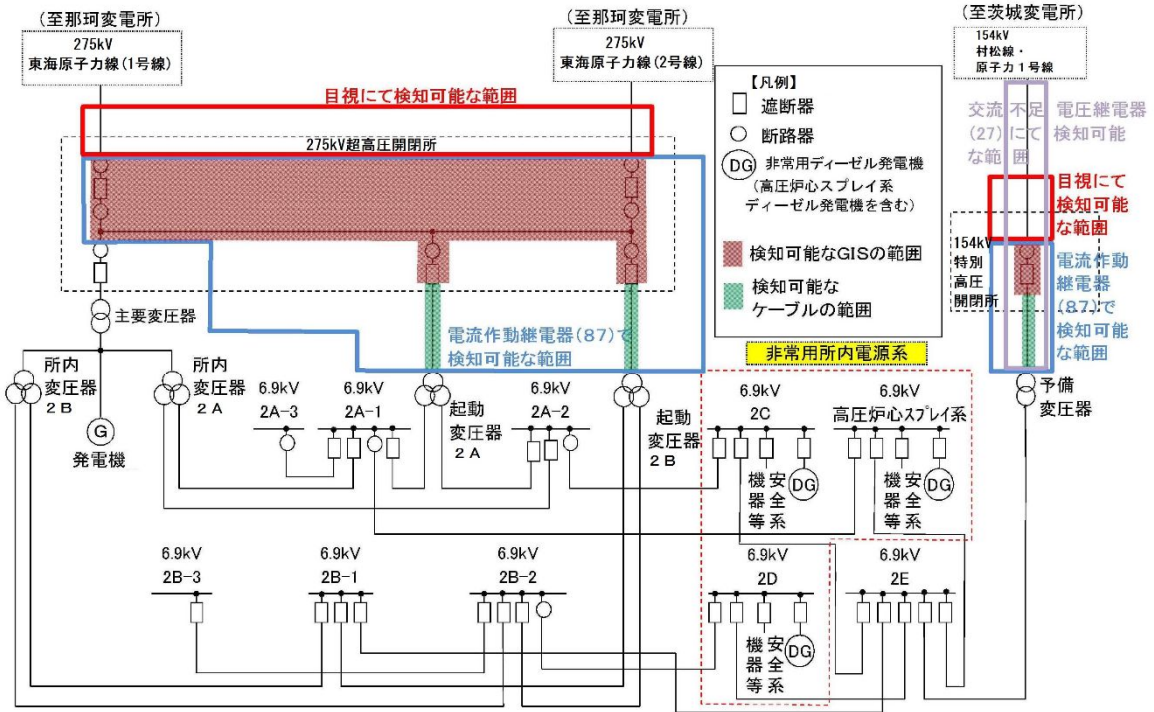 (至那珂変電所)
275kV
東海原子力線(1号線)
(至那珂変電所)
275kV
東海原子力線(2号線)
(至茨城変電所)
154kV
村松線・
原子力1号線
目視にて検知可能な範囲
275kV超高圧開閉所
【凡例】
遮断器
断路器
DG 非常用ディーゼル発電機
(高圧炉心スプレイ系
ディーゼル発電機を含む)
検知可能なGISの範囲
検知可能な
ケーブルの範囲
交流不足電圧継電器
(27)にて検知可能
な範囲
目視にて
検知可能
な範囲
154kV
特別
高圧
開閉所
電流作動
継電器
(87)で
検知可能
な範囲
電流作動継電器(87)で
検知可能な範囲
主要変圧器
所内
変圧器
2B
所内
変圧器
2A
G
発電機
6.9kV
2A-3
6.9kV
2A-1
起動
変圧器
2A
6.9kV
2A-2
起動
変圧器
2B
非常用所内電源系
6.9kV
2C
6.9kV
高圧炉心スプレイ系
予備
変圧器
安全系
機器等
DG
安全系
機器等
DG
6.9kV
2B-3
6.9kV
2B-1
6.9kV
2B-2
6.9kV
2D
6.9kV
2E
安全系
機器等
DG